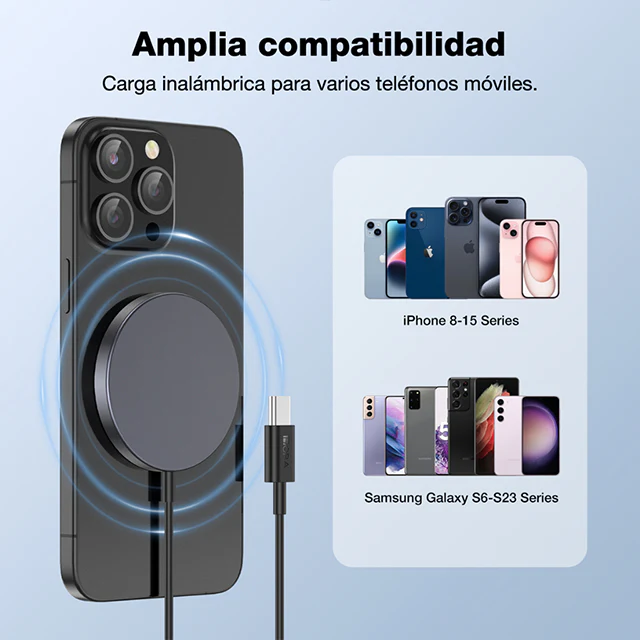 Amplia compatibilidad
Carga inalámbrica para varios teléfonos móviles.
iPhone 8-15 Series
Samsung Galaxy S6-S23 Series